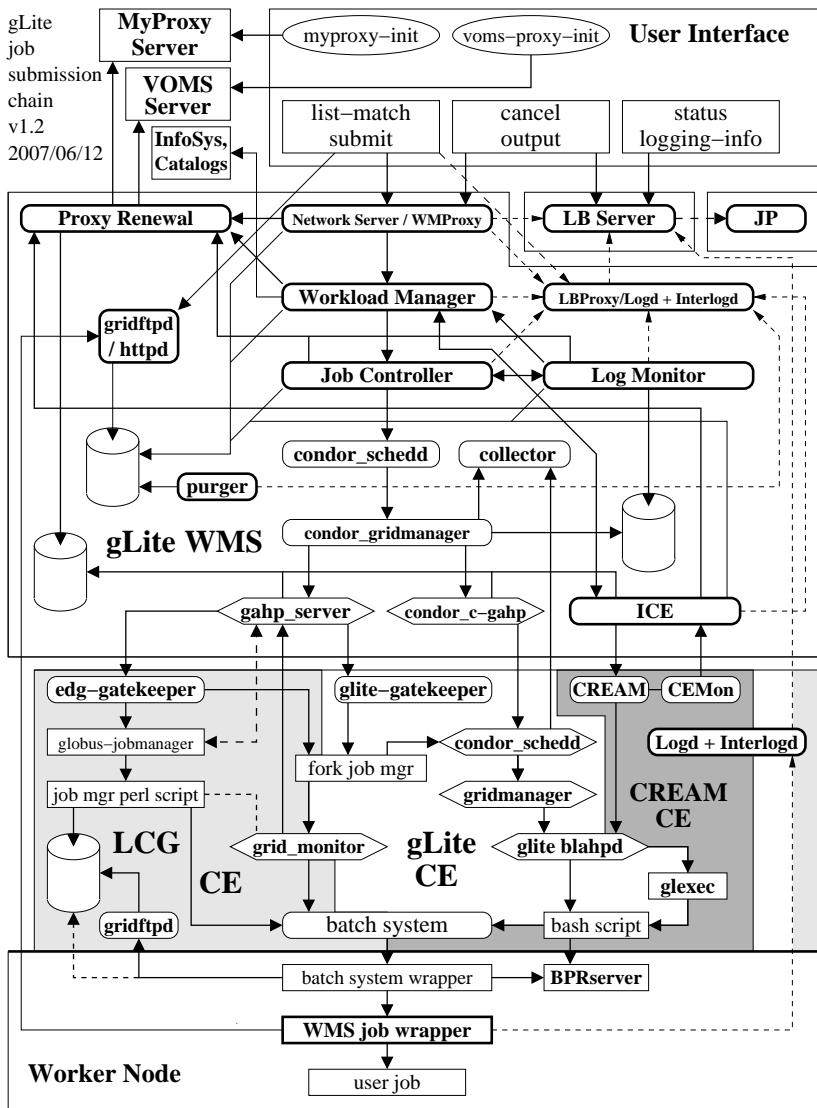 gLite
job
submission
chain
v1.2
2007/06/12
MyProxy
Server
VOMS
Server
InfoSys,
Catalogs
myproxy−init
voms−proxy−init
User Interface
list−match
submit
cancel
output
status
logging−info
Proxy Renewal
Network Server / WMProxy
LB Server
JP
Workload Manager
LBProxy/Logd + Interlogd
gridftpd
/ httpd
Job Controller
Log Monitor
condor_schedd
collector
purger
condor_gridmanager
gLite WMS
gahp_server
condor_c−gahp
ICE
edg−gatekeeper
glite−gatekeeper
CREAM
CEMon
globus−jobmanager
condor_schedd
Logd + Interlogd
fork job mgr
job mgr perl script
gridmanager
CREAM
CE
LCG
CE
grid_monitor
gLite
CE
glite blahpd
glexec
gridftpd
batch system
bash script
batch system wrapper
BPRserver
WMS job wrapper
Worker Node
user job